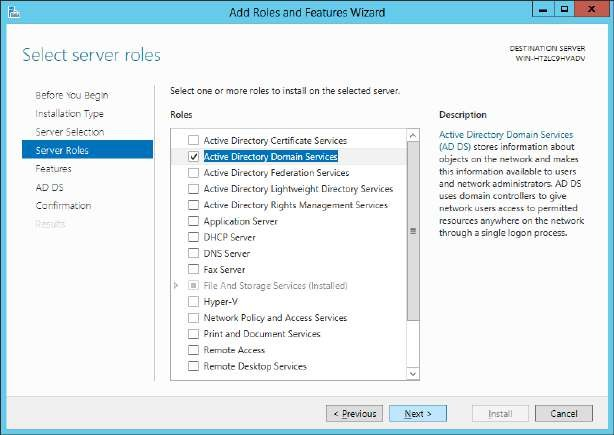 Add Roles and Features Wizard
Select server roles
DESTINATION SERVER
WIN-HT2LC9HVADV
Before You Begin
Installation Type
Server Selection
Server Roles
Features
AD DS
Confirmation
Results
Select one or more roles to install on the selected server.
Roles
Active Directory Certificate Services
Active Directory Domain Services
Active Directory Federation Services
Active Directory Lightweight Directory Services
Active Directory Rights Management Services
Application Server
DHCP Server
DNS Server
Fax Server
File And Storage Services (Installed)
Hyper-V
Network Policy and Access Services
Print and Document Services
Remote Access
Remote Desktop Services
Description
Active Directory Domain Services
(AD DS) stores information about
objects on the network and makes
this information available to users
and network administrators. AD DS
uses domain controllers to give
network users access to permitted
resources anywhere on the network
through a single logon process.
< Previous
Next >
Install
Cancel